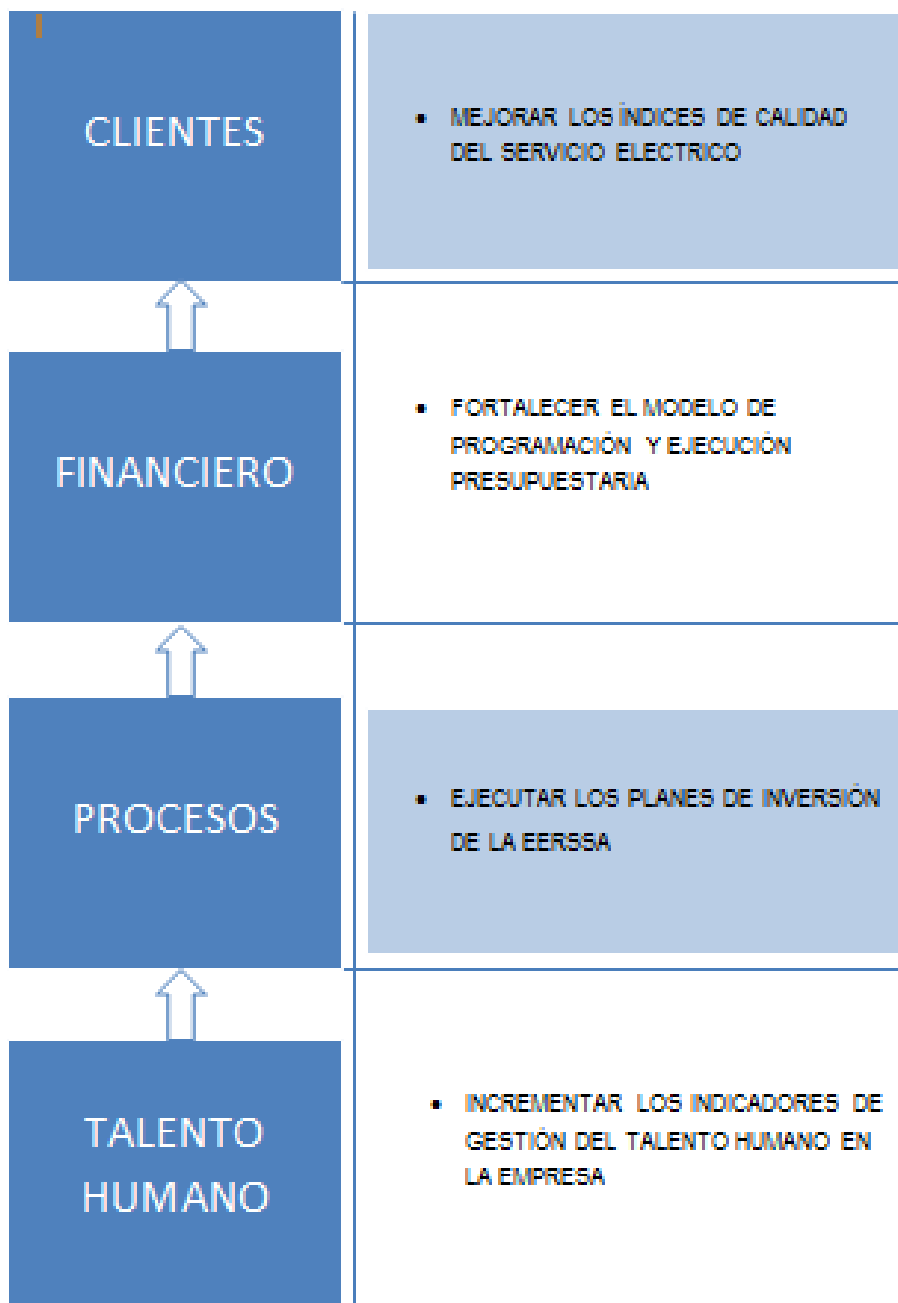 CLIENTES
• MEJORAR LOS ÍNDICES DE CALIDAD
DEL SERVICIO ELECTRICO
FINANCIERO
• FORTALECER EL MODELO DE
PROGRAMACIÓN Y EJECUCIÓN
PRESUPUESTARIA
PROCESOS
• EJECUTAR LOS PLANES DE INVERSIÓN
DE LA EERSSA
TALENTO
HUMANO
• INCREMENTAR LOS INDICADORES DE
GESTIÓN DEL TALENTO HUMANO EN
LA EMPRESA